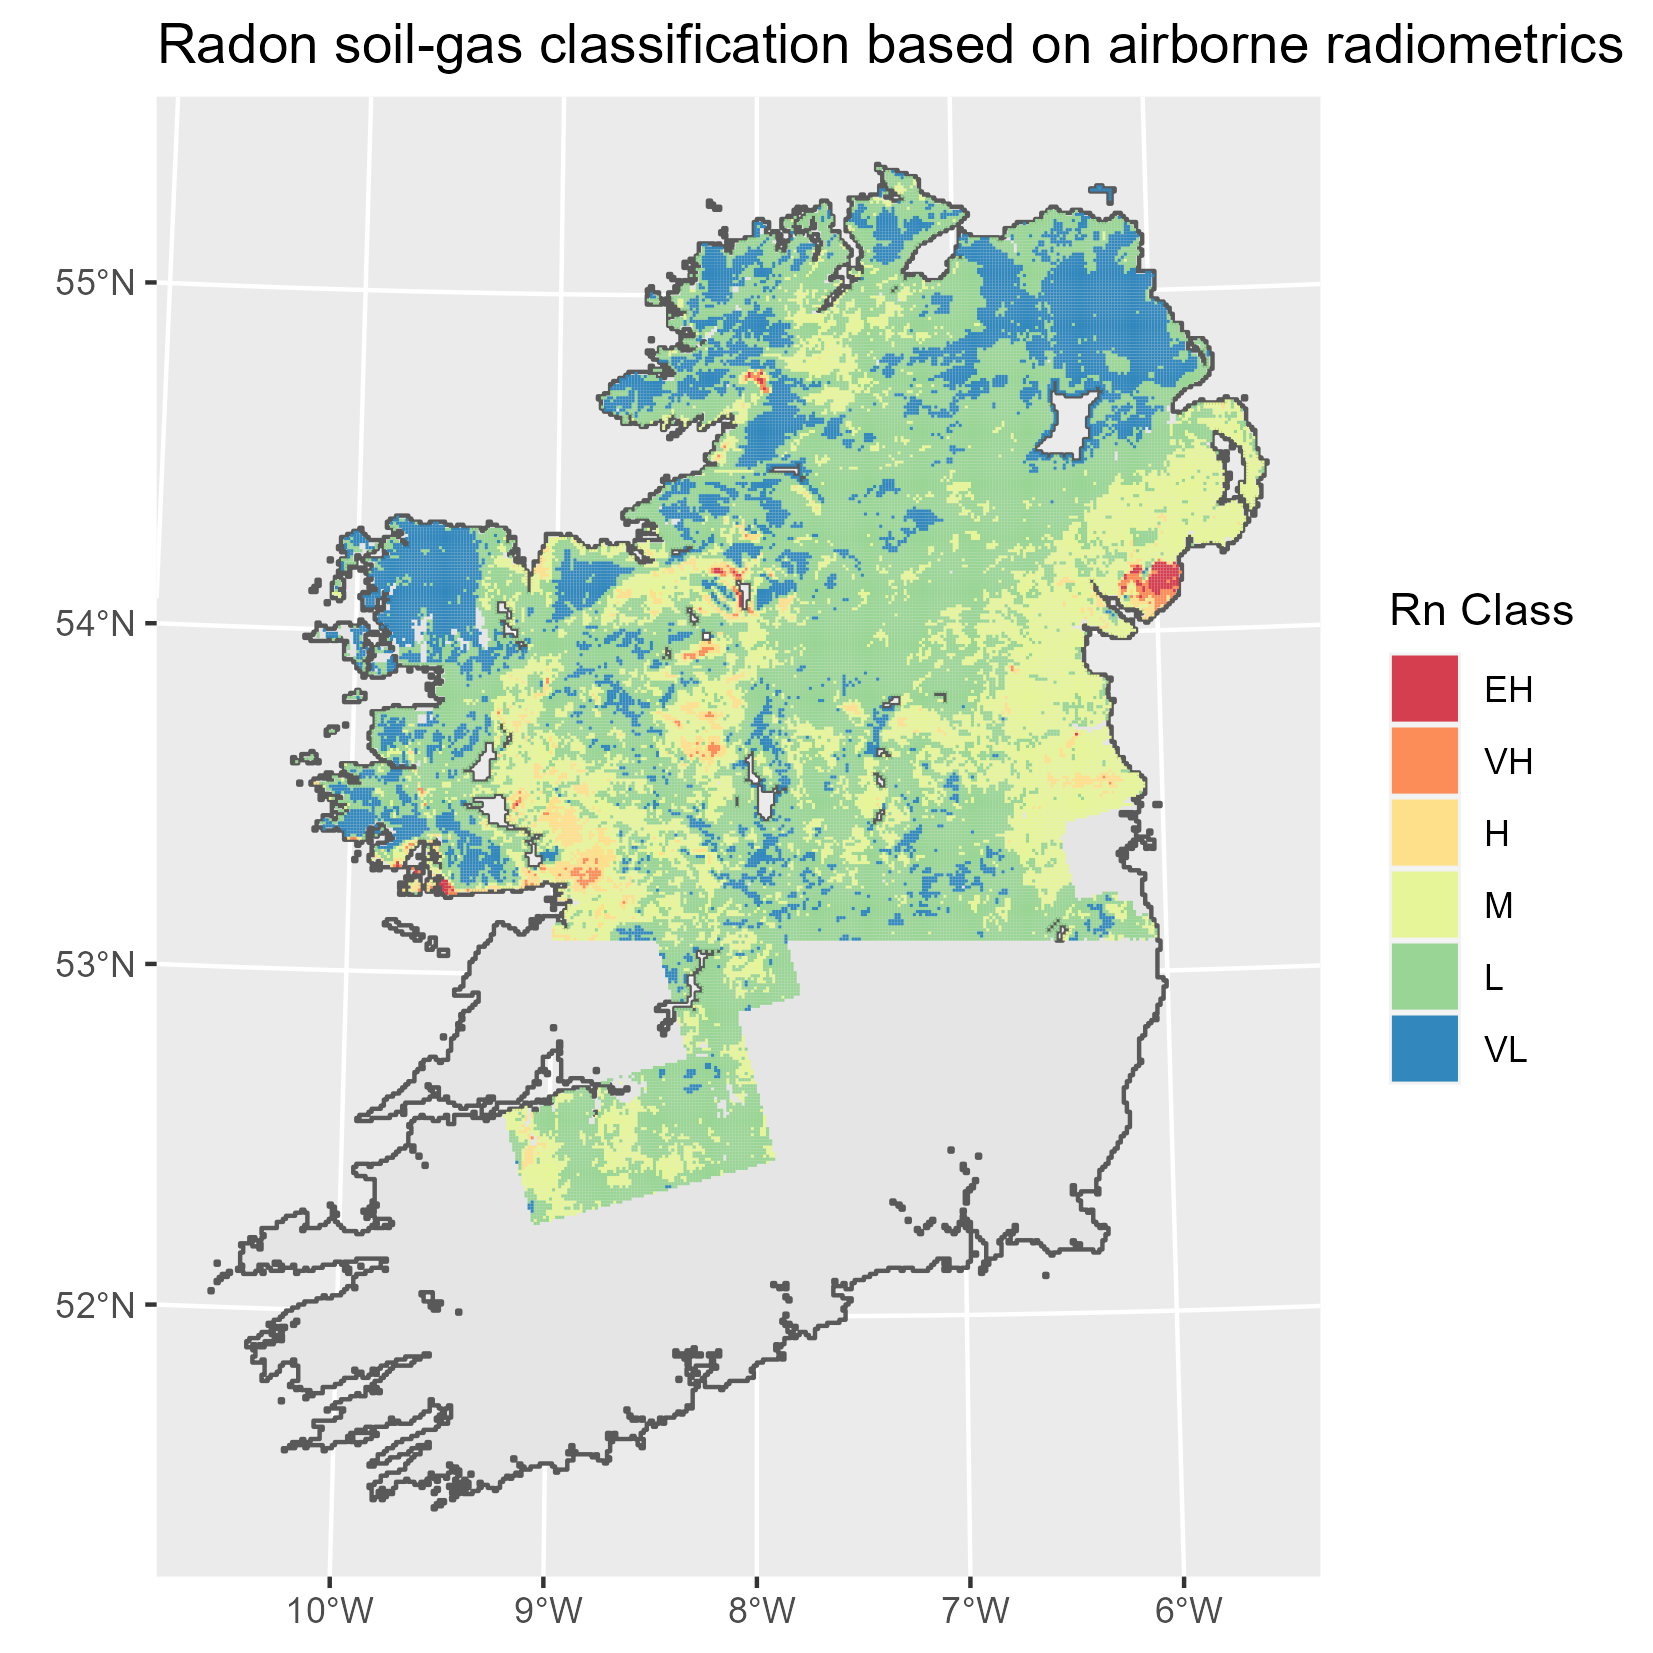 Radon soil-gas classification based on airborne radiometrics
55°N
54°N
53°N
52°N
10°W
9°W
8°W
7°W
6°W
Rn Class
EH
VH
H
M
L
VL